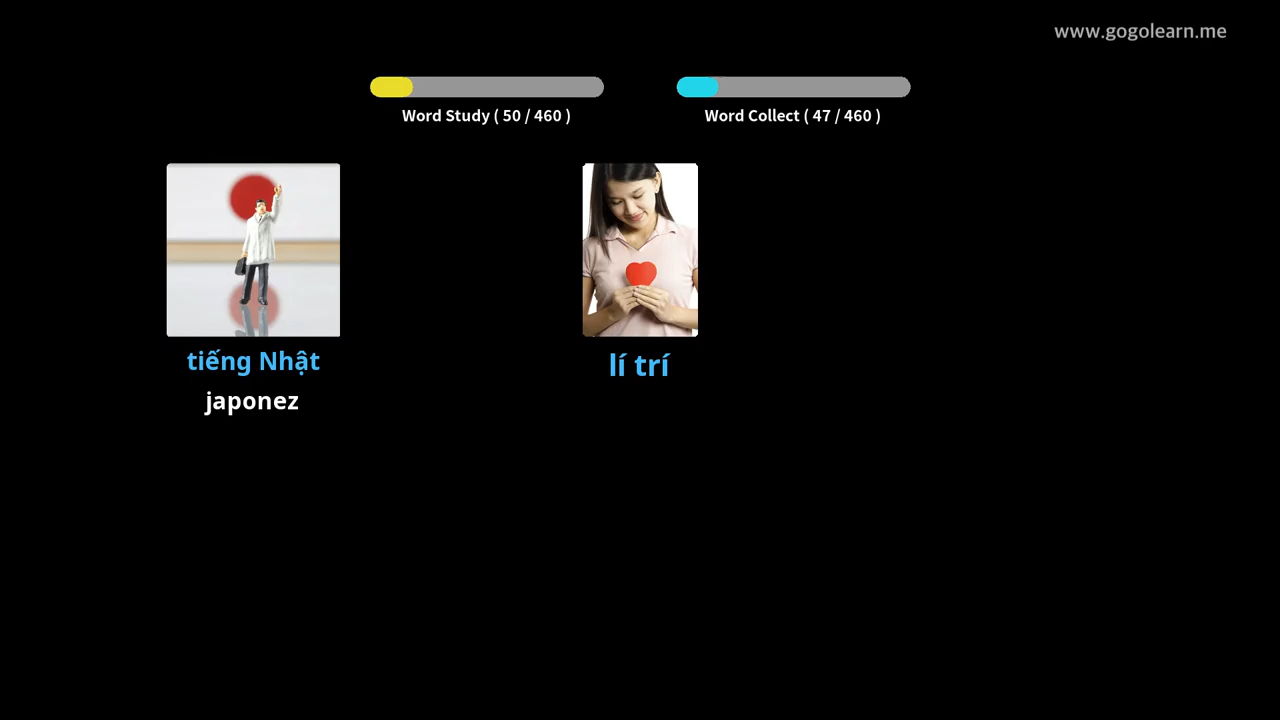 www.gogolearn.me
Word Study ( 50 / 460 )
Word Collect ( 47 / 460 )
tiếng Nhật
japonez
lí trí